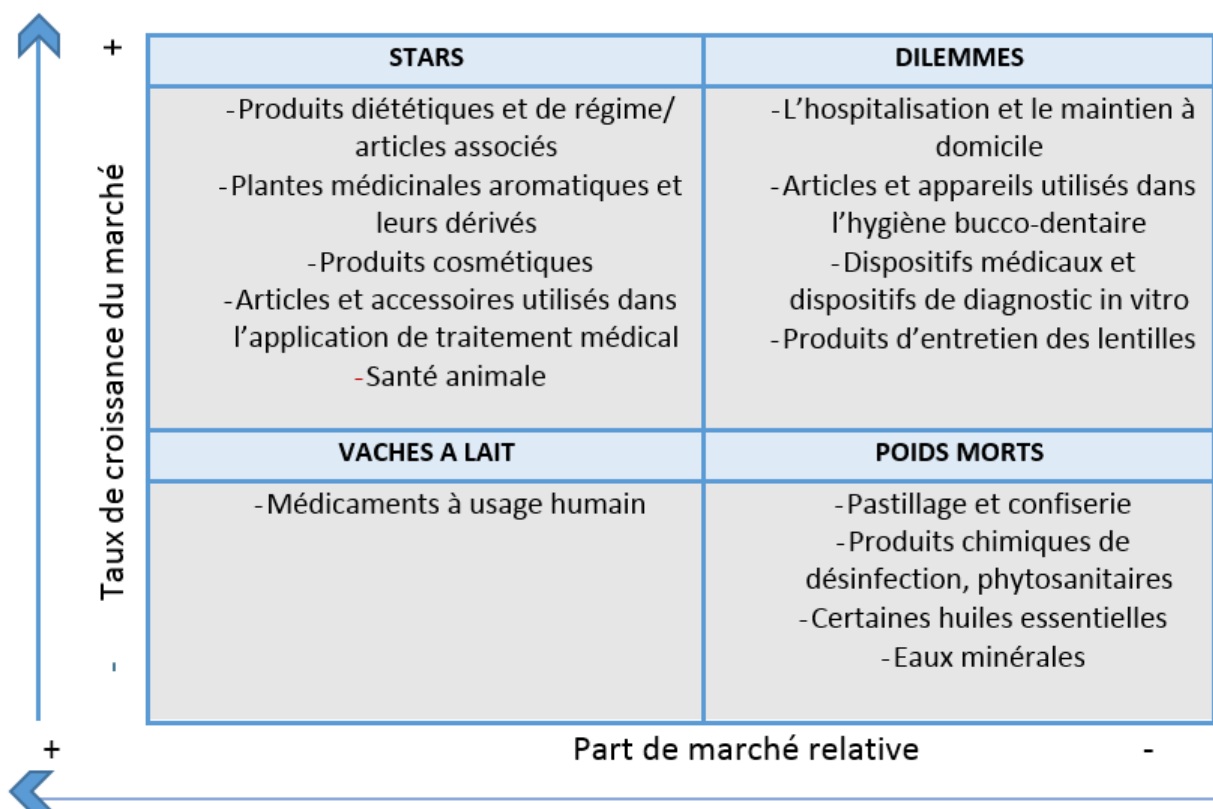 +
STARS
DILEMMES
-Produits diététiques et de régime/
articles associés
-Plantes médicinales aromatiques et
leurs dérivés
-Produits cosmétiques
-Articles et accessoires utilisés dans
l’application de traitement médical
-Santé animale
-L’hospitalisation et le maintien à
domicile
-Articles et appareils utilisés dans
l’hygiène bucco-dentaire
-Dispositifs médicaux et
dispositifs de diagnostic in vitro
-Produits d’entretien des lentilles
Taux de croissance du marché
VACHES A LAIT
POIDS MORTS
-Médicaments à usage humain
-Pastillage et confiserie
-Produits chimiques de
désinfection, phytosanitaires
-Certaines huiles essentielles
-Eaux minérales
-
+
Part de marché relative
-